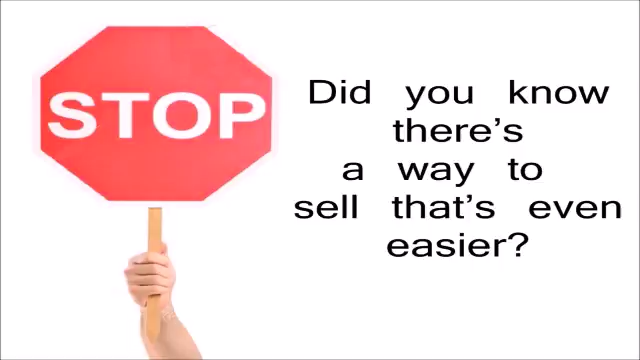 STOP
Did you know
there's
a way to
sell that's even
easier?